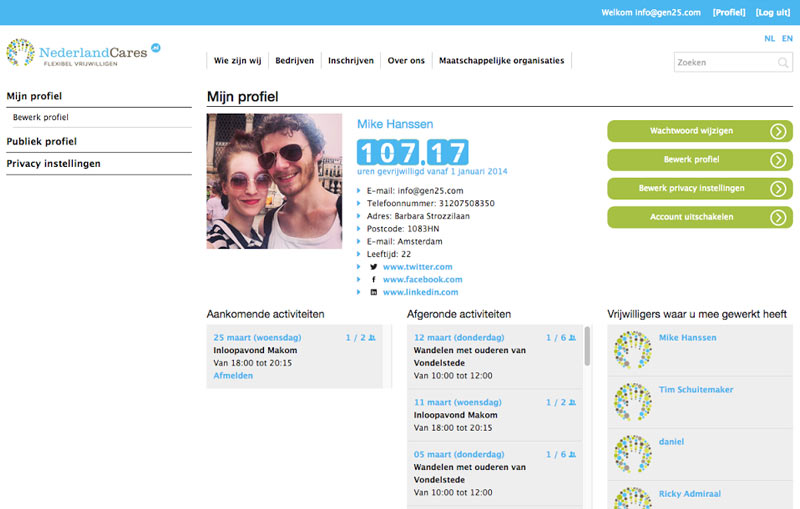 Welkom info@gen25.com [Profiel] [Log uit]
NL EN
NederlandCares
FLEXIBEL VRIJWILLIGEN
Wie zijn wij Bedrijven Inschrijven Over ons Maatschappelijke organisaties
Zoeken
Mijn profiel
Bewerk profiel
Publiek profiel
Privacy instellingen
Mijn profiel
Mike Hanssen
107.17
uren gevrijwilligd vanaf 1 januari 2014
E-mail: info@gen25.com
Telefoonnummer: 31207508350
Adres: Barbara Strozzilaan
Postcode: 1083HN
E-mail: Amsterdam
Leeftijd: 22
www.twitter.com
www.facebook.com
www.linkedin.com
Wachtwoord wijzigen
Bewerk profiel
Bewerk privacy instellingen
Account uitschakelen
Aankomende activiteiten
25 maart (woensdag) 1 / 2
Inloopavond Makom
Van 18:00 tot 20:15
Afmelden
Afgeronde activiteiten
12 maart (donderdag) 1 / 6
Wandelen met ouderen van
Vondelstede
Van 10:00 tot 12:00
11 maart (woensdag) 1 / 2
Inloopavond Makom
Van 18:00 tot 20:15
05 maart (donderdag) 1 / 6
Wandelen met ouderen van
Vondelstede
Van 10:00 tot 12:00
Vrijwilligers waar u mee gewerkt heeft
Mike Hanssen
Tim Schuitemaker
daniel
Ricky Admiraal